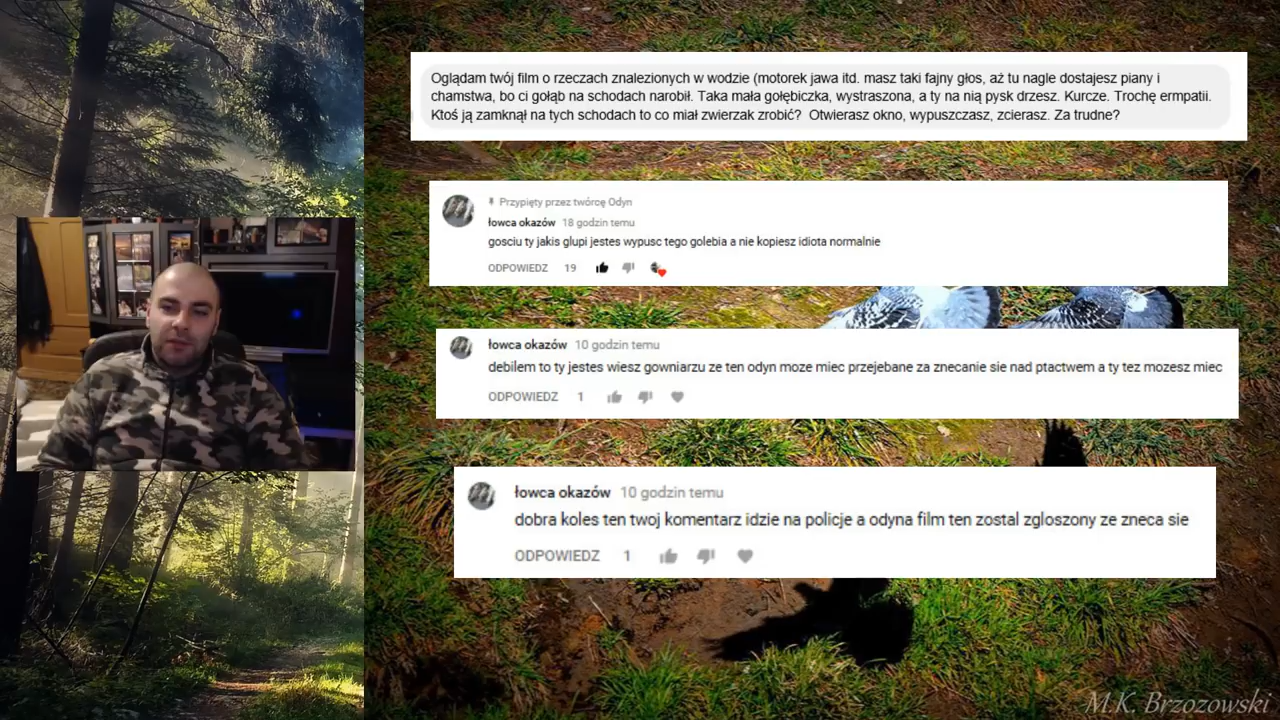 Oglądam twój film o rzeczach znalezionych w wodzie (motorek jawa itd. masz taki fajny głos, aż tu nagle dostajesz piany i
chamstwa, bo ci gołąb na schodach narobił. Taka mała gołębiczka, wystraszona, a ty na nią pysk drzesz. Kurcze. Trochę ermpatii.
Ktoś ją zamknął na tych schodach to co miał zwierzak zrobić? Otwierasz okno, wypuszczasz, zcierasz. Za trudne?
Przypięty przez twórcę Odyn
łowca okazów 18 godzin temu
gosciu ty jakis glupi jestes wypusc tego golebia a nie kopiesz idiota normalnie
ODPOWIEDZ 19
łowca okazów 10 godzin temu
debilem to ty jestes wiesz gowniarzu ze ten odyn moze miec przejebane za znecanie sie nad ptactwem a ty tez mozesz miec
ODPOWIEDZ 1
łowca okazów 10 godzin temu
dobra koles ten twoj komentarz idzie na policje a odyna film ten zostal zgloszony ze zneca sie
ODPOWIEDZ 1
M.K. Brzozowski